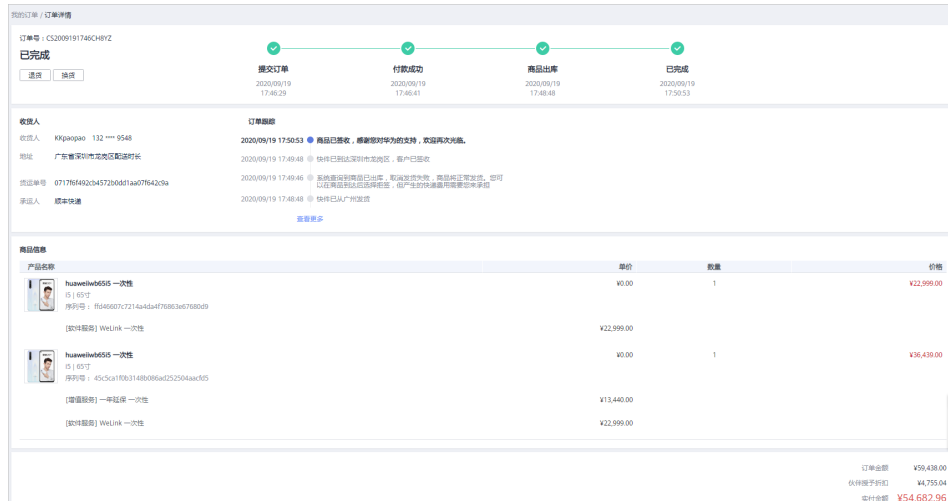 我的订单 / 订单详情
订单号：CS2009191746CH8YZ
已完成
退货 换货
提交订单 付款成功 商品出库 已完成
2020/09/19 2020/09/19 2020/09/19 2020/09/19
17:46:29 17:46:41 17:48:48 17:50:53
收货人
收货人 KKpaopao 132 **** 9548
地址 广东省深圳市龙岗区配送时长
货运单号 0717f6f492cb4572b0dd1aa07f642c9a
承运人 顺丰快递
订单跟踪
2020/09/19 17:50:53 商品已签收，感谢您对华为的支持，欢迎再次光临。
2020/09/19 17:49:48 快件已到达深圳市龙岗区，客户已签收
2020/09/19 17:49:46 系统查询到商品已出库，取消发货失败，商品将正常发货。您可
以在商品到达后选择拒签，但产生的快递费用需要您来承担
2020/09/19 17:48:48 快件已从广州发货
查看更多
商品信息
产品名称 单价 数量 价格
huaweiiwb65i5 一次性 ¥0.00 1 ¥22,999.00
i5 | 65寸
序列号： ffd46607c7214a4da4f76863e67680d9
[软件服务] WeLink 一次性 ¥22,999.00
huaweiiwb65i5 一次性 ¥0.00 1 ¥36,439.00
i5 | 65寸
序列号： 45c5ca1f0b3148b086ad252504aacfd5
[增值服务] 一年延保 一次性 ¥13,440.00
[软件服务] WeLink 一次性 ¥22,999.00
订单金额 ¥59,438.00
伙伴授予折扣 ¥4,755.04
实付金额 ¥54,682.96